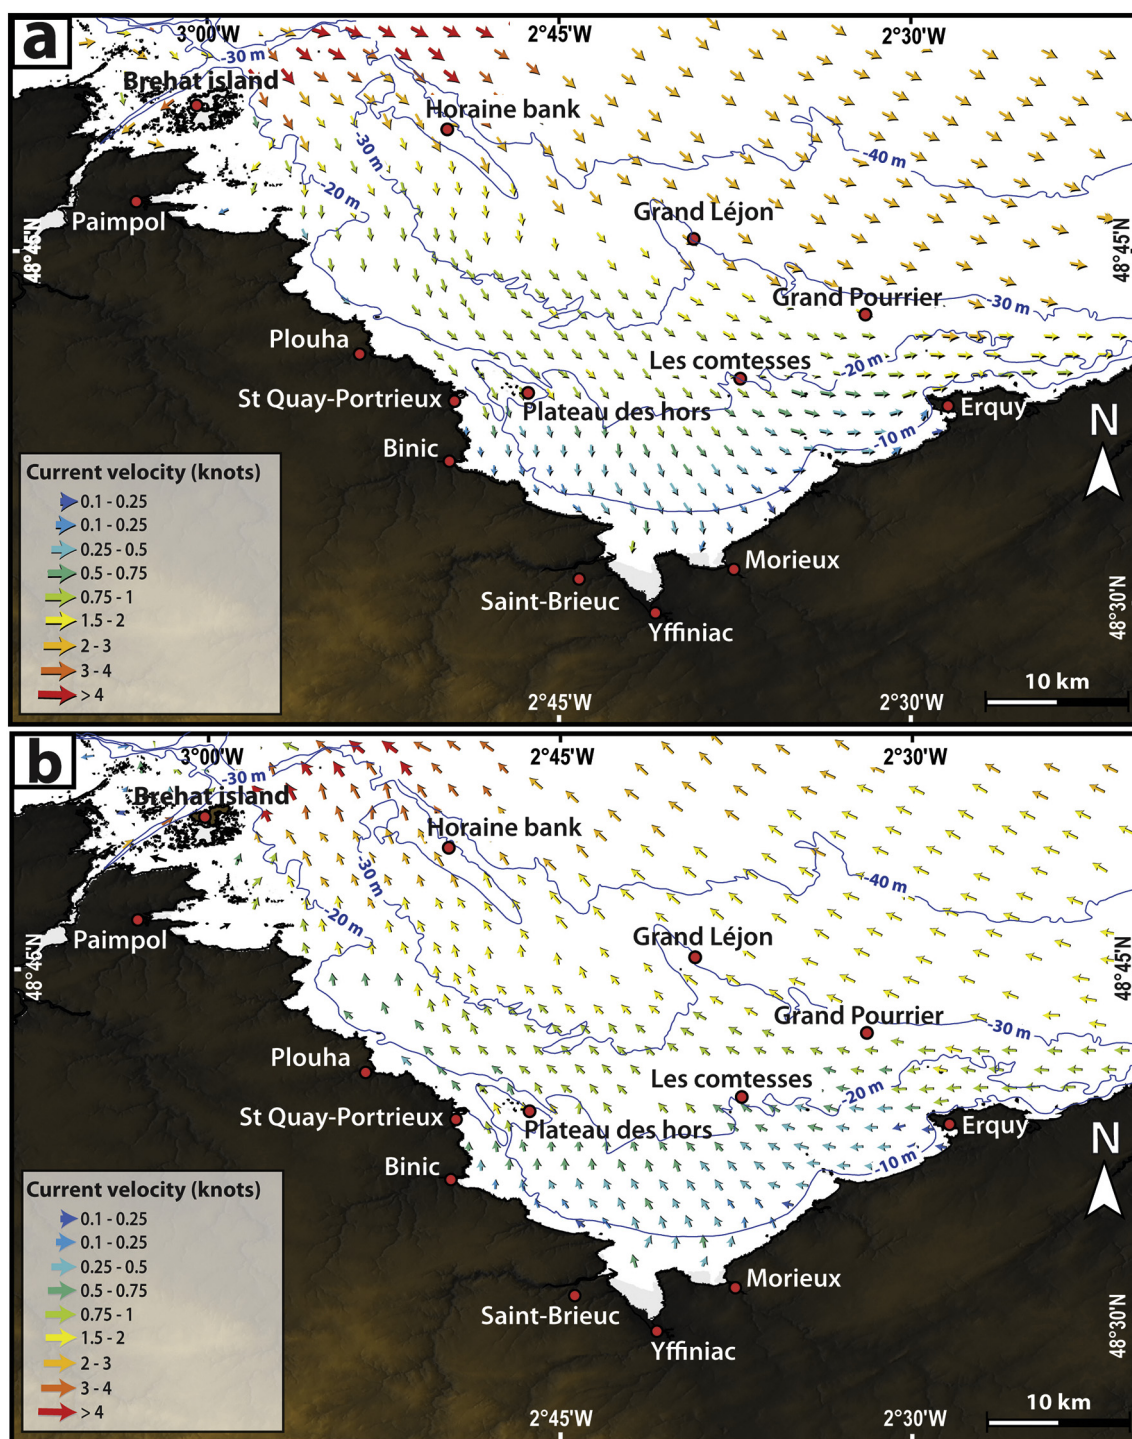 a
3°00'W
2°45'W
2°30'W
-30 m
Brehat island
Horaine bank
-30 m
-40 m
-20 m
Paimpol
Grand Léjon
48°45'N
48°45'N
Grand Pourrier
-30 m
Plouha
Les comtesses
-20 m
St Quay-Portrieux
Plateau des hors
Erquy
N
Binic
-10 m
Current velocity (knots)
0.1 - 0.25
0.1 - 0.25
0.25 - 0.5
0.5 - 0.75
0.75 - 1
1.5 - 2
2 - 3
3 - 4
> 4
Morieux
Saint-Brieuc
Yffiniac
48°30'N
10 km
2°45'W
2°30'W
b
3°00'W
2°45'W
2°30'W
-30 m
Brehat island
Horaine bank
-30 m
-40 m
-20 m
Paimpol
Grand Léjon
48°45'N
48°45'N
Grand Pourrier
-30 m
Plouha
Les comtesses
-20 m
St Quay-Portrieux
Plateau des hors
Erquy
N
Binic
-10 m
Current velocity (knots)
0.1 - 0.25
0.1 - 0.25
0.25 - 0.5
0.5 - 0.75
0.75 - 1
1.5 - 2
2 - 3
3 - 4
> 4
Morieux
Saint-Brieuc
Yffiniac
48°30'N
10 km
2°45'W
2°30'W